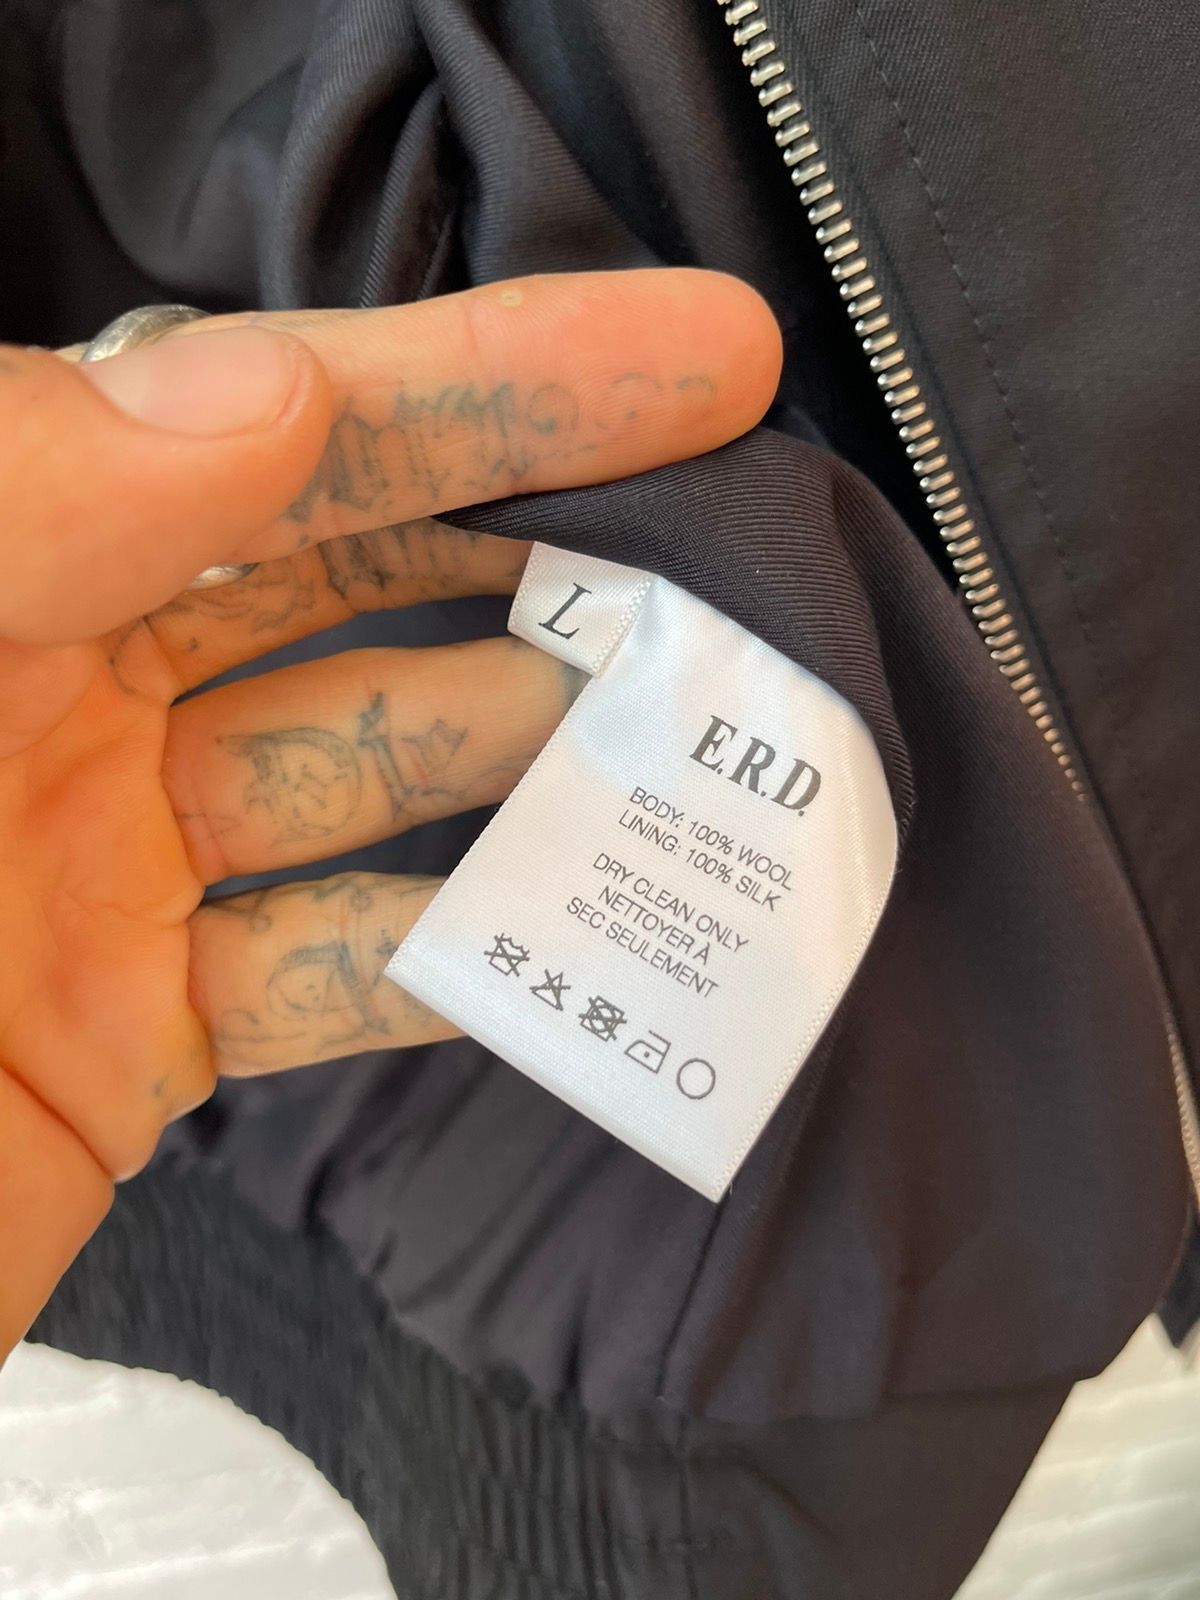 L
E.R.D.
BODY: 100% WOOL
LINING: 100% SILK
DRY CLEAN ONLY
NETTOYER À
SEC SEULEMENT